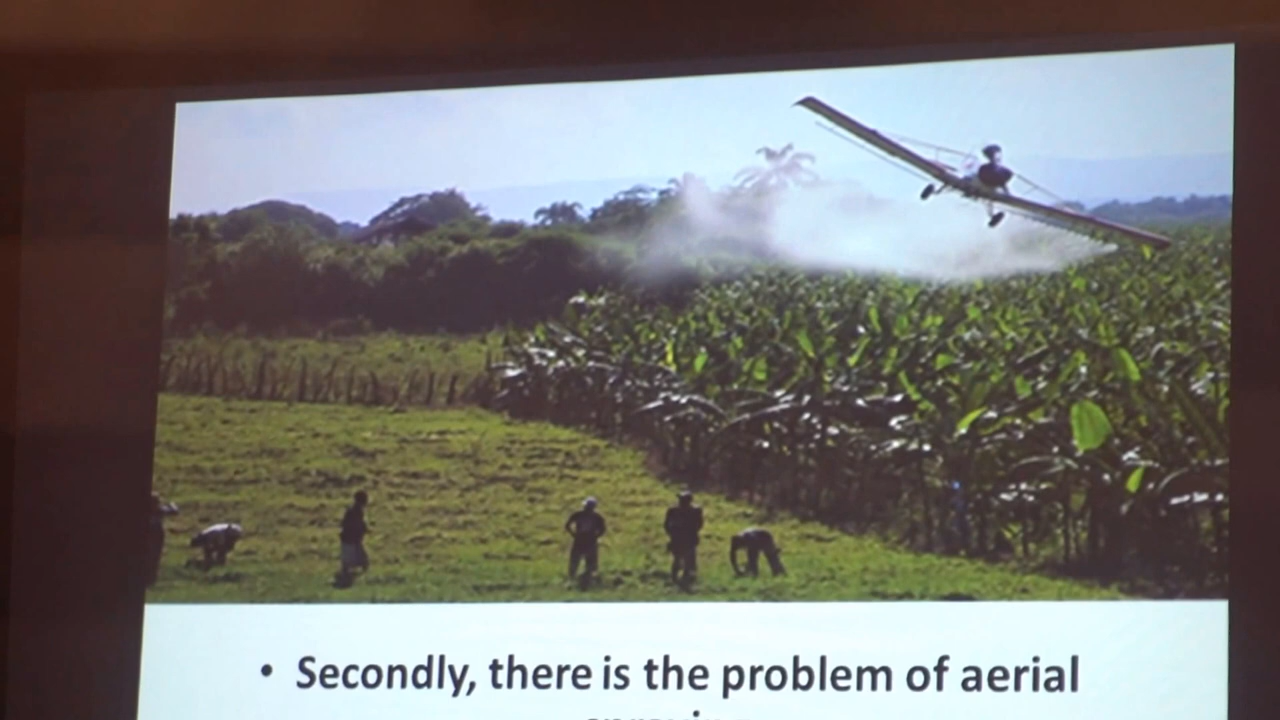 • Secondly, there is the problem of aerial